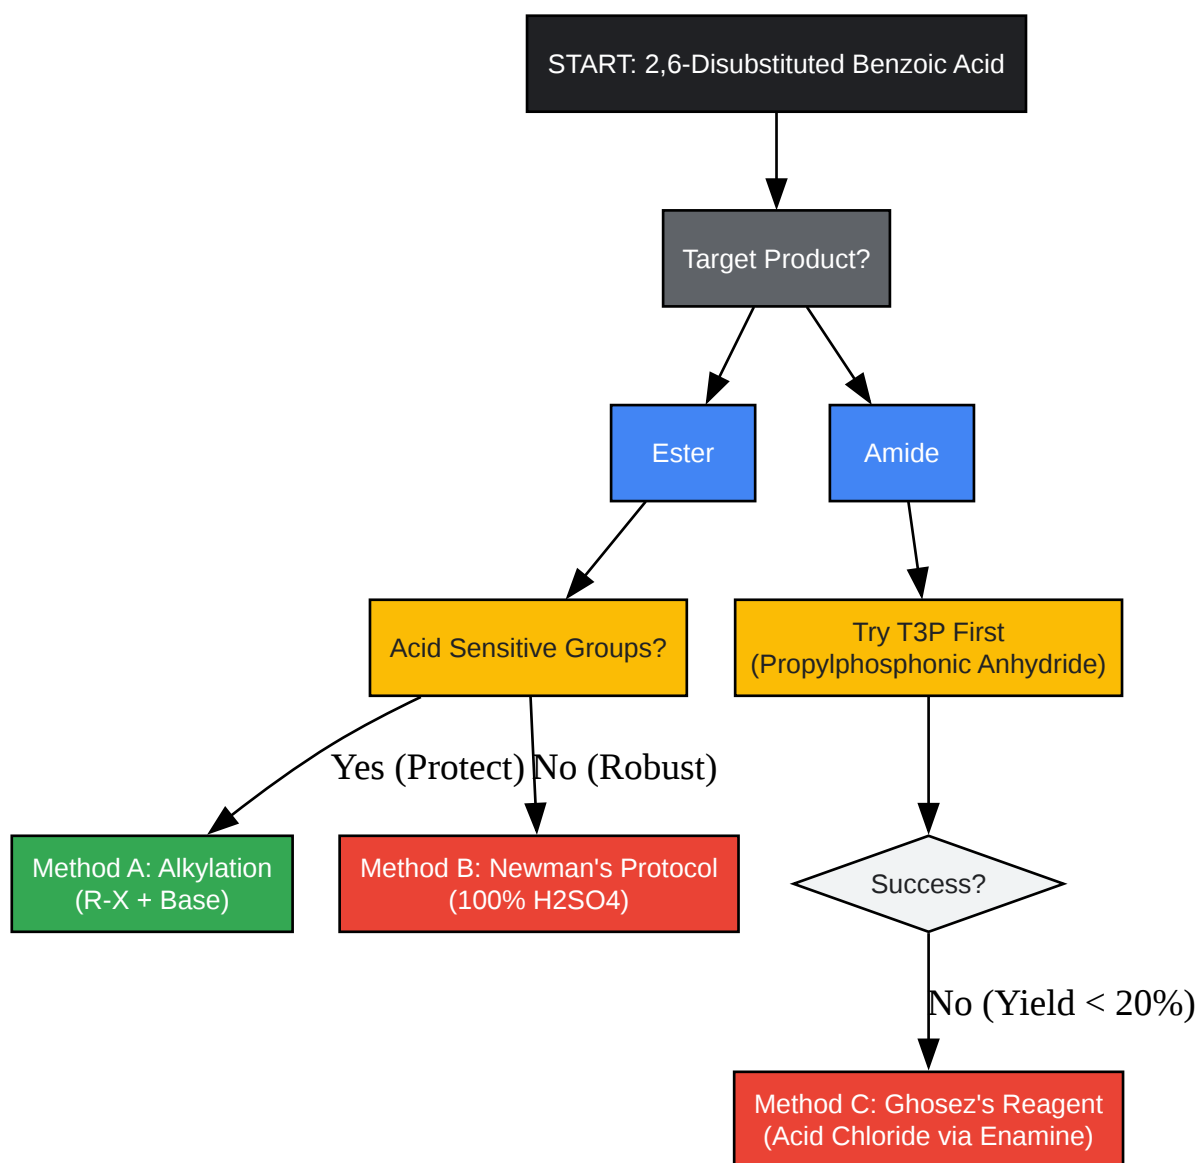 START: 2,6-Disubstituted Benzoic Acid
Target Product?
Ester
Amide
Acid Sensitive Groups?
Try T3P First
(Propylphosphonic Anhydride)
Yes (Protect)
No (Robust)
Method A: Alkylation
(R-X + Base)
Method B: Newman's Protocol
(100% H2SO4)
Success?
No (Yield < 20%)
Method C: Ghosez's Reagent
(Acid Chloride via Enamine)